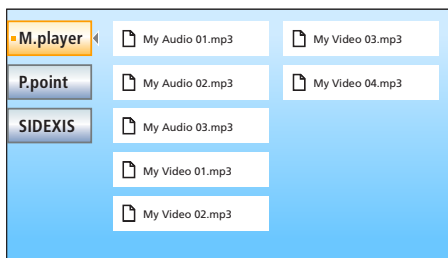 M.player
P.point
SIDEXIS
My Audio 01.mp3
My Audio 02.mp3
My Audio 03.mp3
My Video 01.mp3
My Video 02.mp3
My Video 03.mp3
My Video 04.mp3